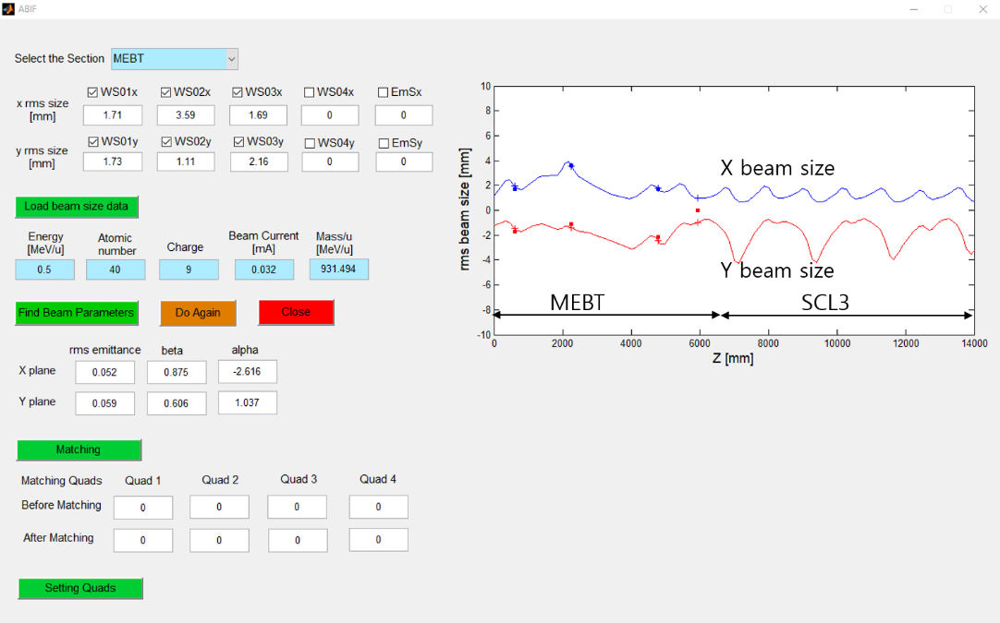 ABIF
Select the Section MEBT
WS01x WS02x WS03x WS04x EmSx
x rms size
[mm]
1.71 3.59 1.69 0 0
WS01y WS02y WS03y WS04y EmSy
y rms size
[mm]
1.73 1.11 2.16 0 0
Load beam size data
Energy
[MeV/u]
Atomic
number
Charge
Beam Current
[mA]
Mass/u
[MeV/u]
0.5 40 9 0.032 931.494
Find Beam Parameters Do Again Close
rms emittance beta alpha
X plane 0.052 0.875 -2.616
Y plane 0.059 0.606 1.037
Matching
Matching Quads Quad 1 Quad 2 Quad 3 Quad 4
Before Matching 0 0 0 0
After Matching 0 0 0 0
Setting Quads
rms beam size [mm]
10
8
6
4
2
0
-2
-4
-6
-8
-10
X beam size
Y beam size
MEBT SCL3
0 2000 4000 6000 8000 10000 12000 14000
Z [mm]